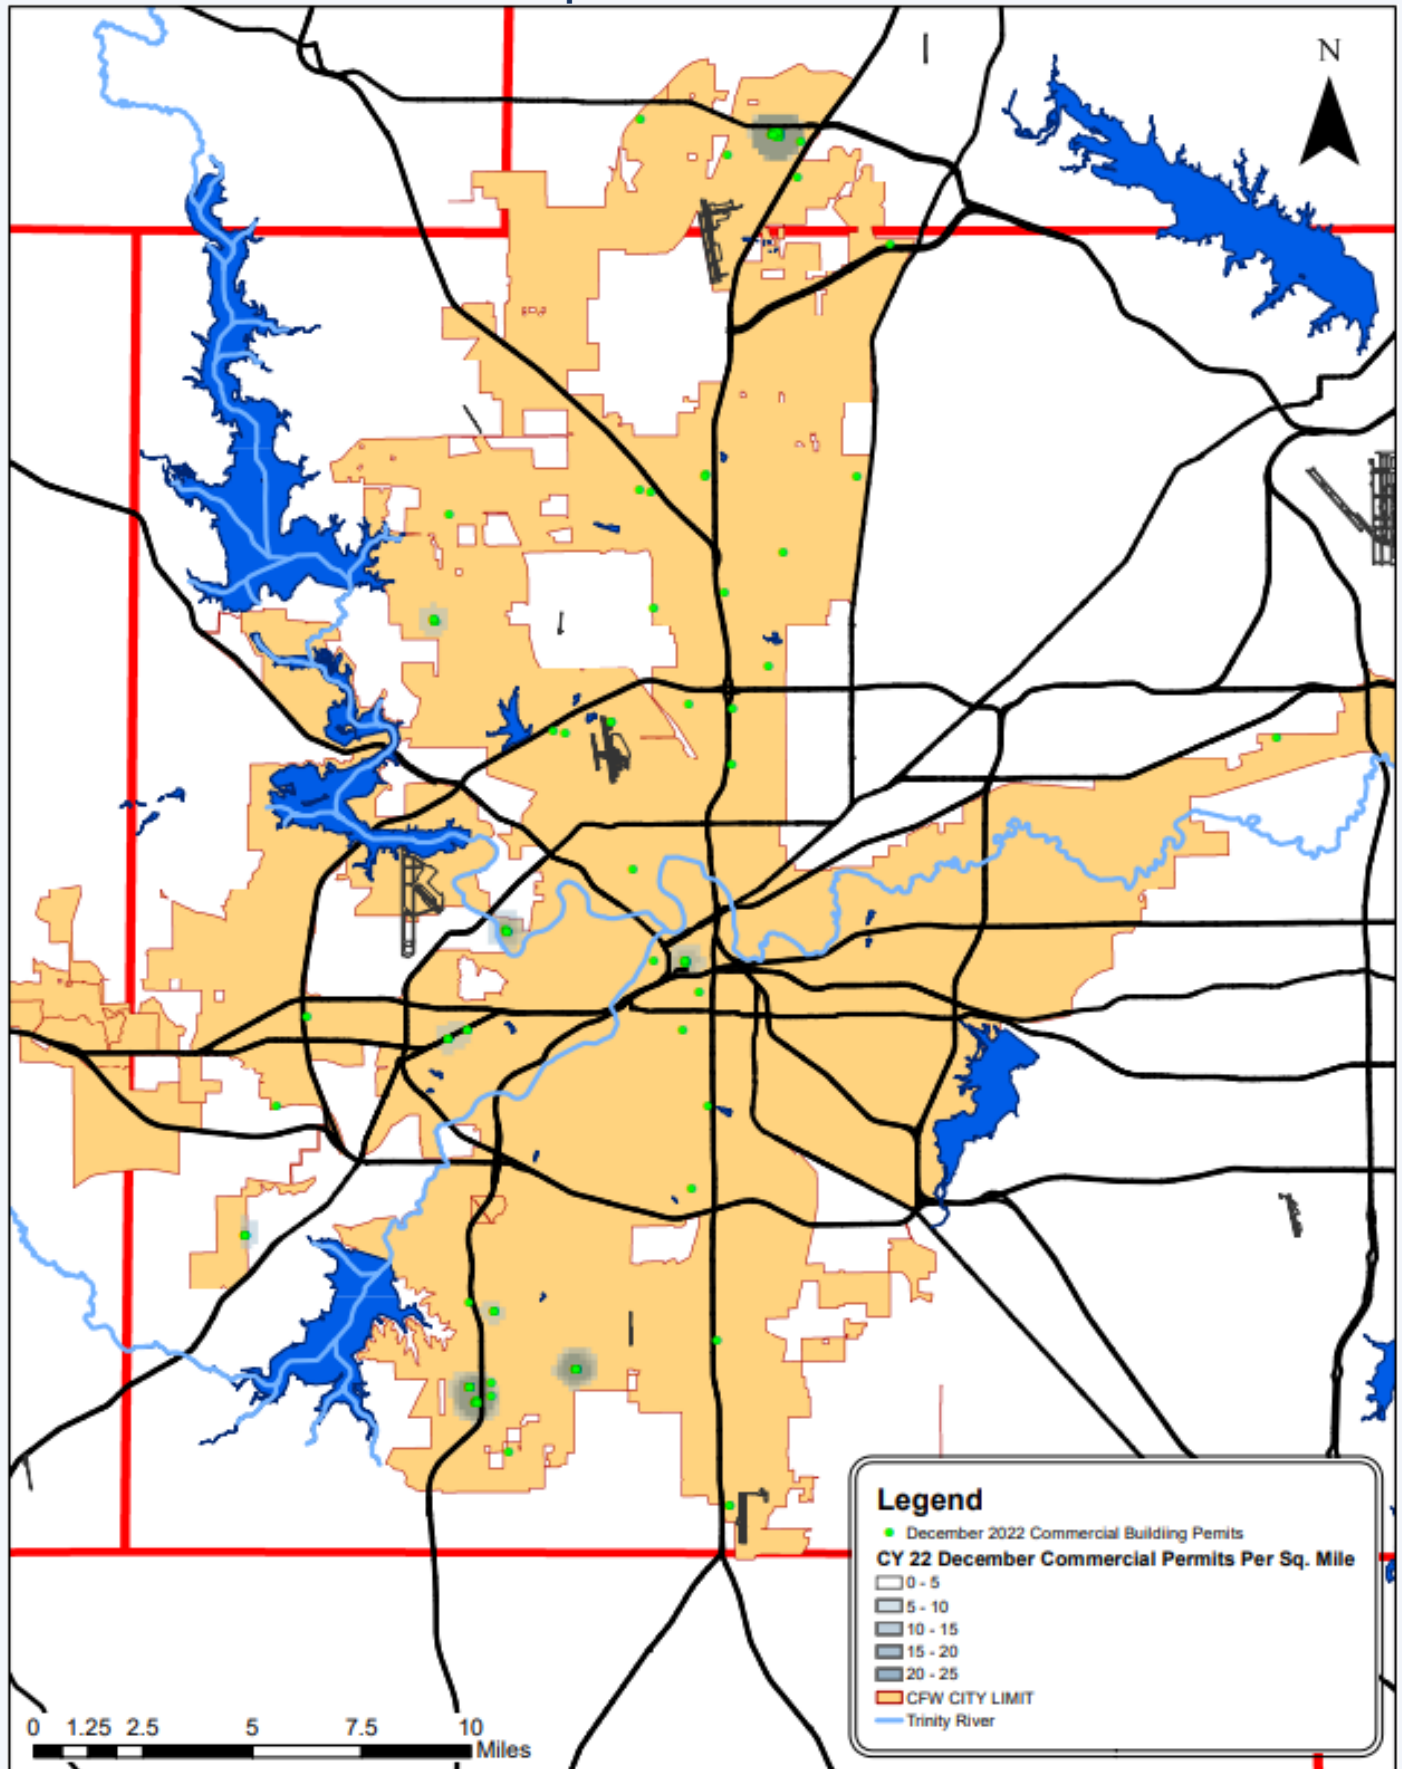 N
Legend
December 2022 Commercial Buildiing Pemits
CY 22 December Commercial Permits Per Sq. Mile
0 - 5
5 - 10
10 - 15
15 - 20
20 - 25
CFW CITY LIMIT
Trinity River
0 1.25 2.5 5 7.5 10
Miles